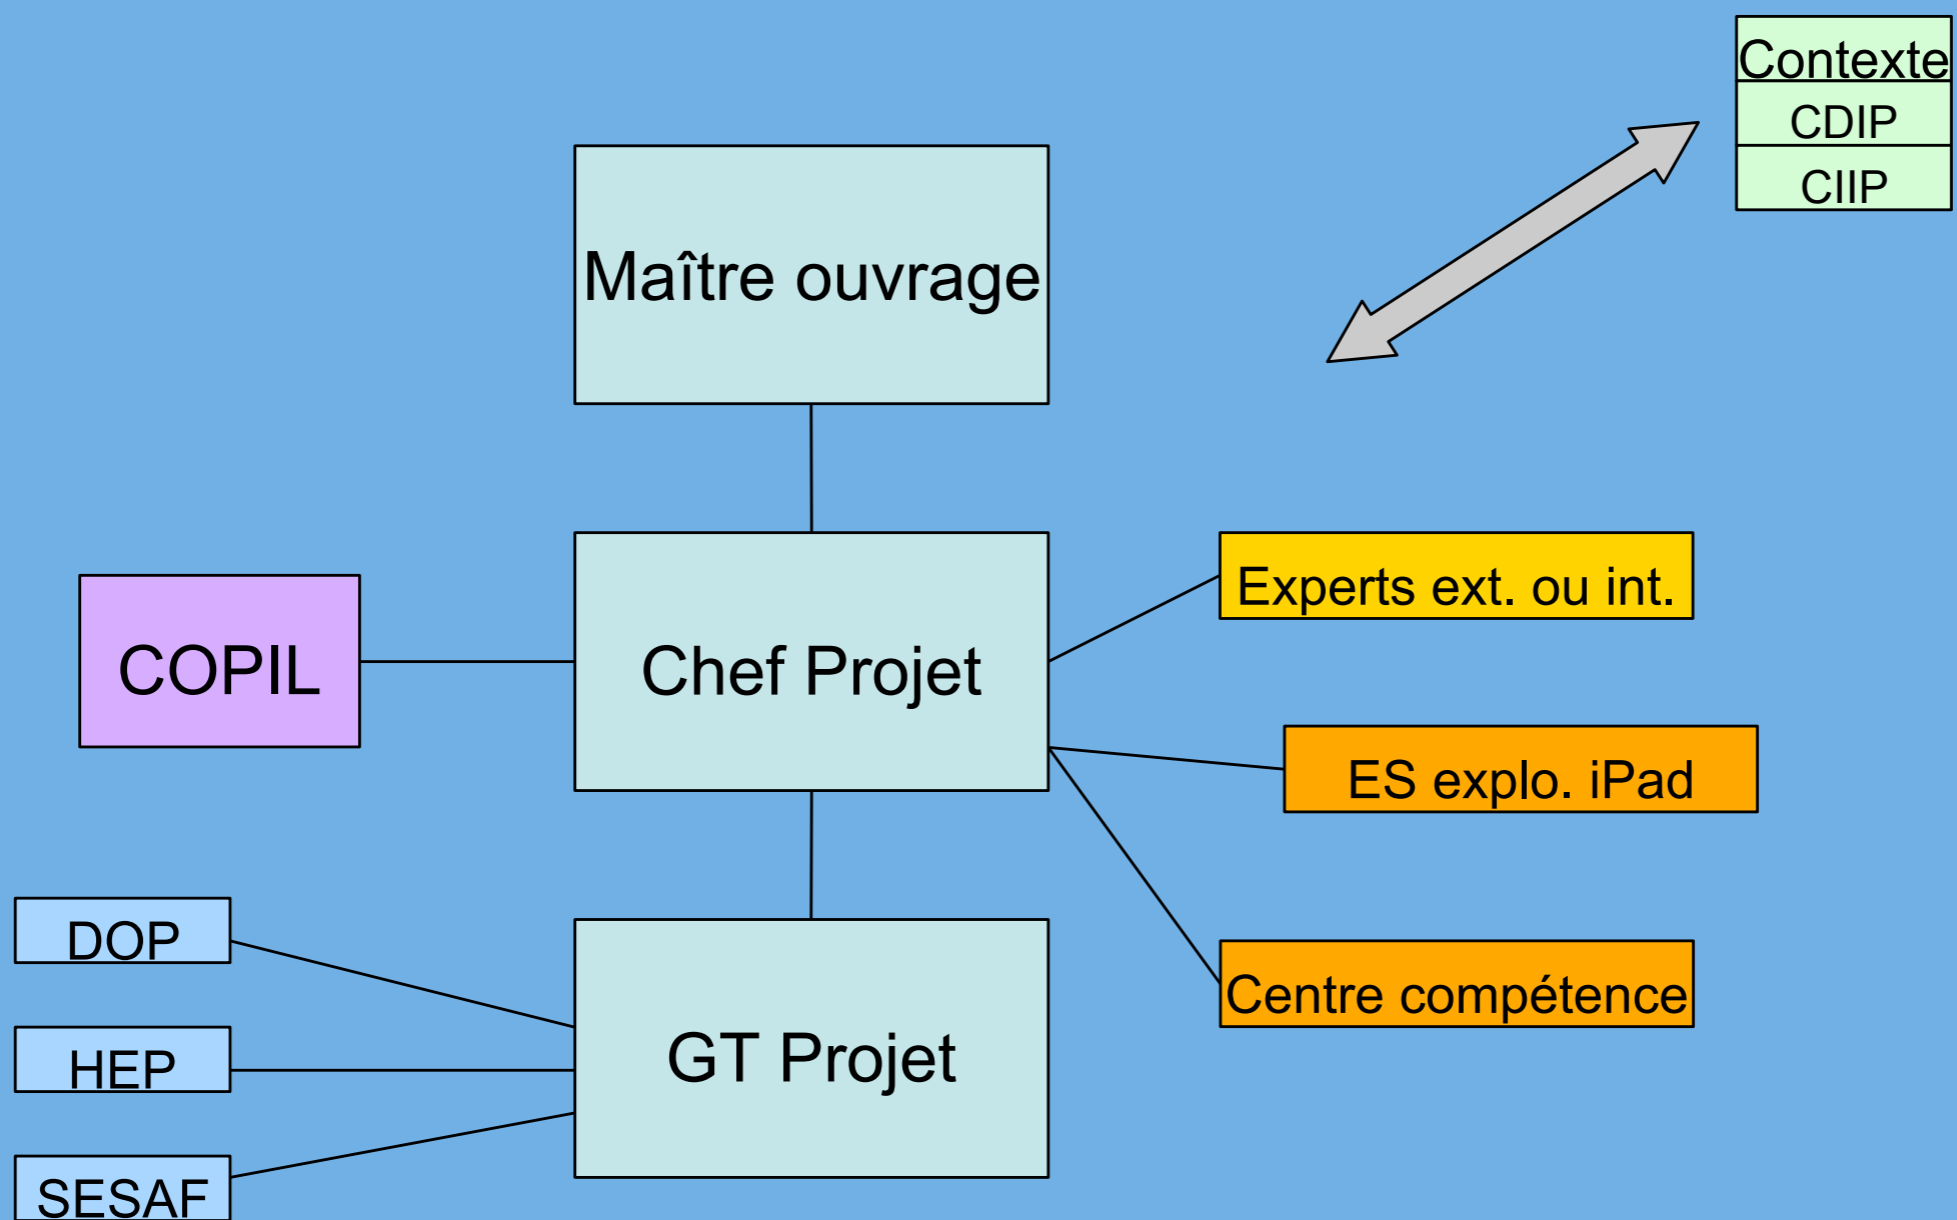 Contexte
CDIP
CIIP
Maître ouvrage
COPIL
Chef Projet
Experts ext. ou int.
ES explo. iPad
Centre compétence
DOP
HEP
SESAF
GT Projet